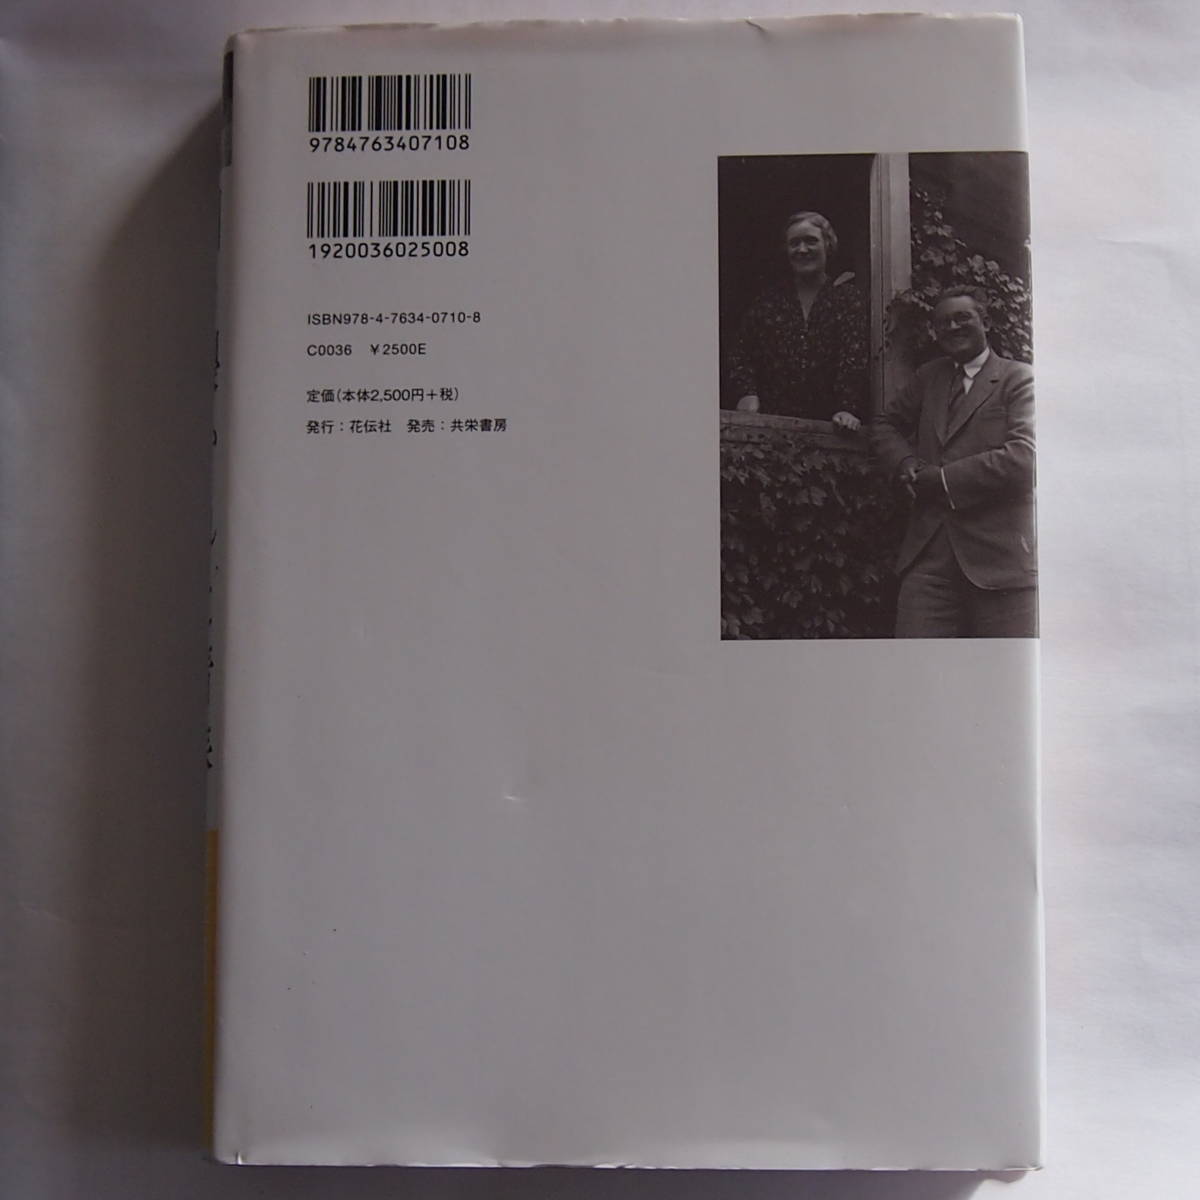 9784763407108
1920036025008
ISBN978-4-7634-0710-8
C0036 ¥2500E
定価（本体2,500円＋税）
発行：花伝社 発売：共栄書房